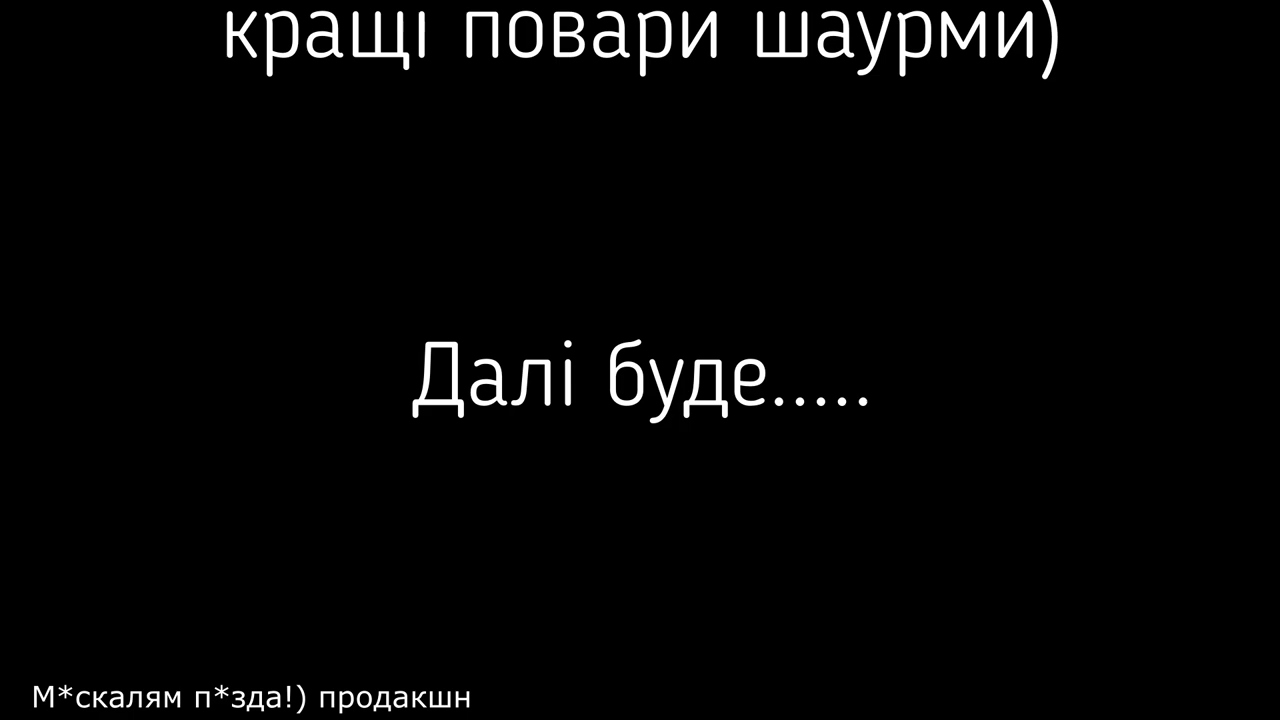 кращі повари шаурми)
Далі буде.....
М*скалям п*зда!) продакшн